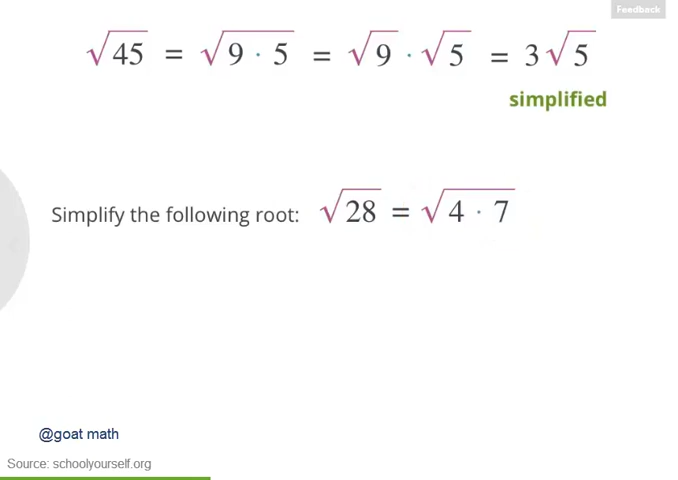 Feedback
√45 = √9 · 5 = √9 · √5 = 3√5
simplified
Simplify the following root: √28 = √4 · 7
@goat math
Source: schoolyourself.org